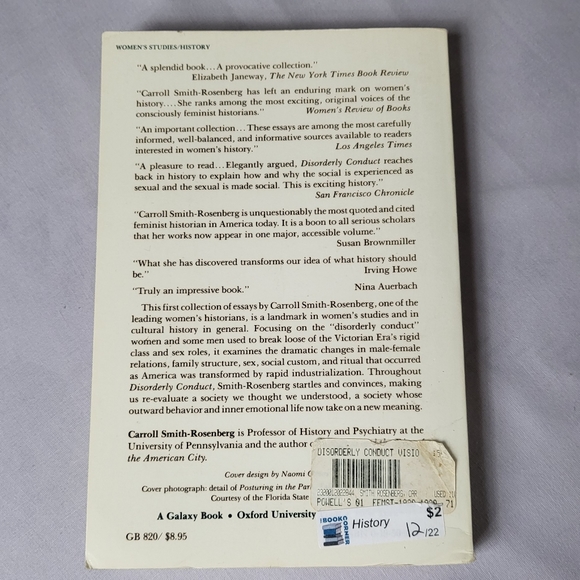 WOMEN'S STUDIES/HISTORY
"A splendid book...A provocative collection."
Elizabeth Janeway, The New York Times Book Review
"Carroll Smith-Rosenberg has left an enduring mark on women's
history....She ranks among the most exciting, original voices of the
consciously feminist historians." Women's Review of Books
"An important collection...These essays are among the most carefully
informed, well-balanced, and informative sources available to readers
interested in women's history." Los Angeles Times
"A pleasure to read...Elegantly argued, Disorderly Conduct reaches
back in history to explain how and why the social is experienced as
sexual and the sexual is made social. This is exciting history."
San Francisco Chronicle
"Carroll Smith-Rosenberg is unquestionably the most quoted and cited
feminist historian in America today. It is a boon to all serious scholars
that her works now appear in one major, accessible volume."
Susan Brownmiller
"What she has discovered transforms our idea of what history should
be." Irving Howe
"Truly an impressive book." Nina Auerbach
This first collection of essays by Carroll Smith-Rosenberg, one of the
leading women's historians, is a landmark in women's studies and in
cultural history in general. Focusing on the "disorderly conduct"
women and some men used to break loose of the Victorian Era's rigid
class and sex roles, it examines the dramatic changes in male-female
relations, family structure, sex, social custom, and ritual that occurred
as America was transformed by rapid industrialization. Throughout
Disorderly Conduct, Smith-Rosenberg startles and convinces, making
us re-evaluate a society we thought we understood, a society whose
outward behavior and inner emotional life now take on a new meaning.
Carroll Smith-Rosenberg is Professor of History and Psychiatry at the
University of Pennsylvania and the author
the American City.
Cover design by Naomi
Cover photograph: detail of Posturing in the Par
Courtesy of the Florida State
A Galaxy Book • Oxford University
GB 820/ $8.95
DISORDERLY CONDUCT VISIO
SMITH ROSENBERG, CAR USED
POWELL'S 01
71
THE BOOK CORNER
History
$2
12/22